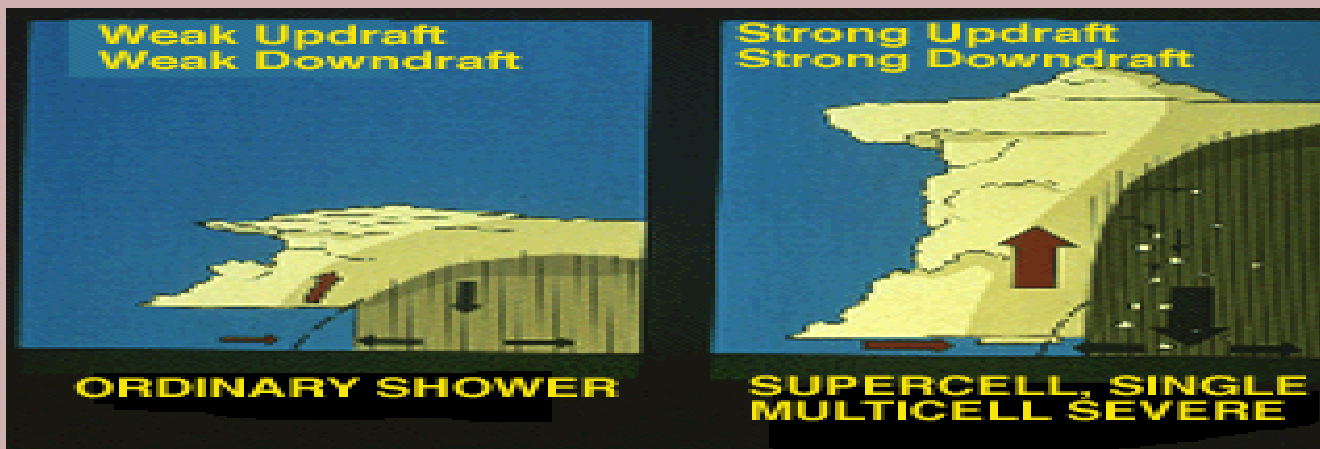 Weak Updraft
Weak Downdraft
Strong Updraft
Strong Downdraft
ORDINARY SHOWER
SUPERCELL, SINGLE
MULTICELL SEVERE